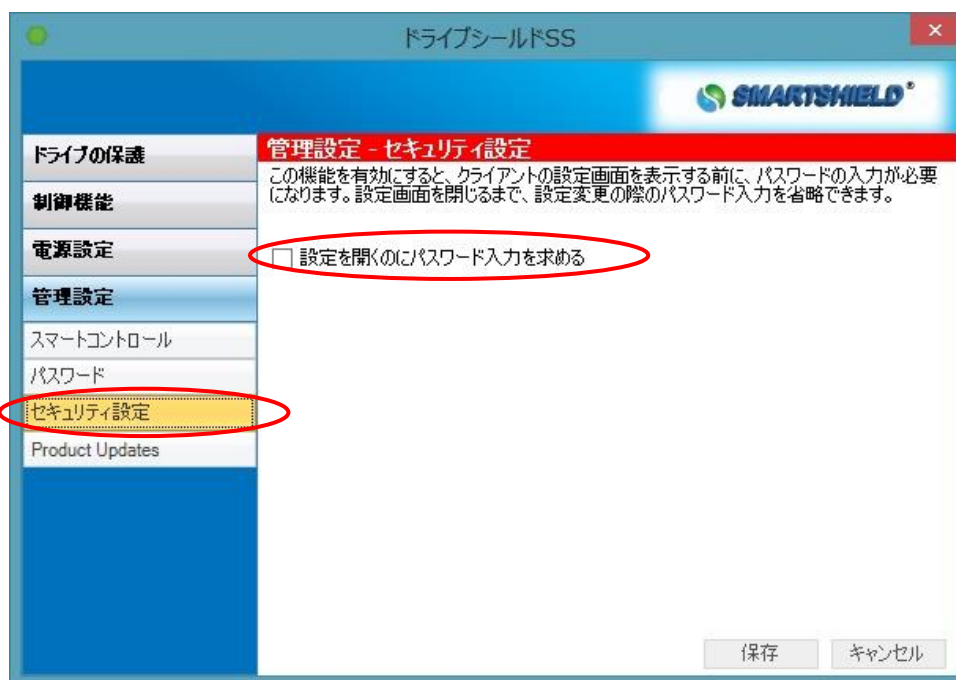 ドライブシールドSS
SMARTSHIELD®
ドライブの保護
制御機能
電源設定
管理設定
スマートコントロール
パスワード
セキュリティ設定
Product Updates
管理設定 - セキュリティ設定
この機能を有効にすると、クライアントの設定画面を表示する前に、パスワードの入力が必要
になります。設定画面を閉じるまで、設定変更の際のパスワード入力を省略できます。
設定を開くのにパスワード入力を求める
保存
キャンセル